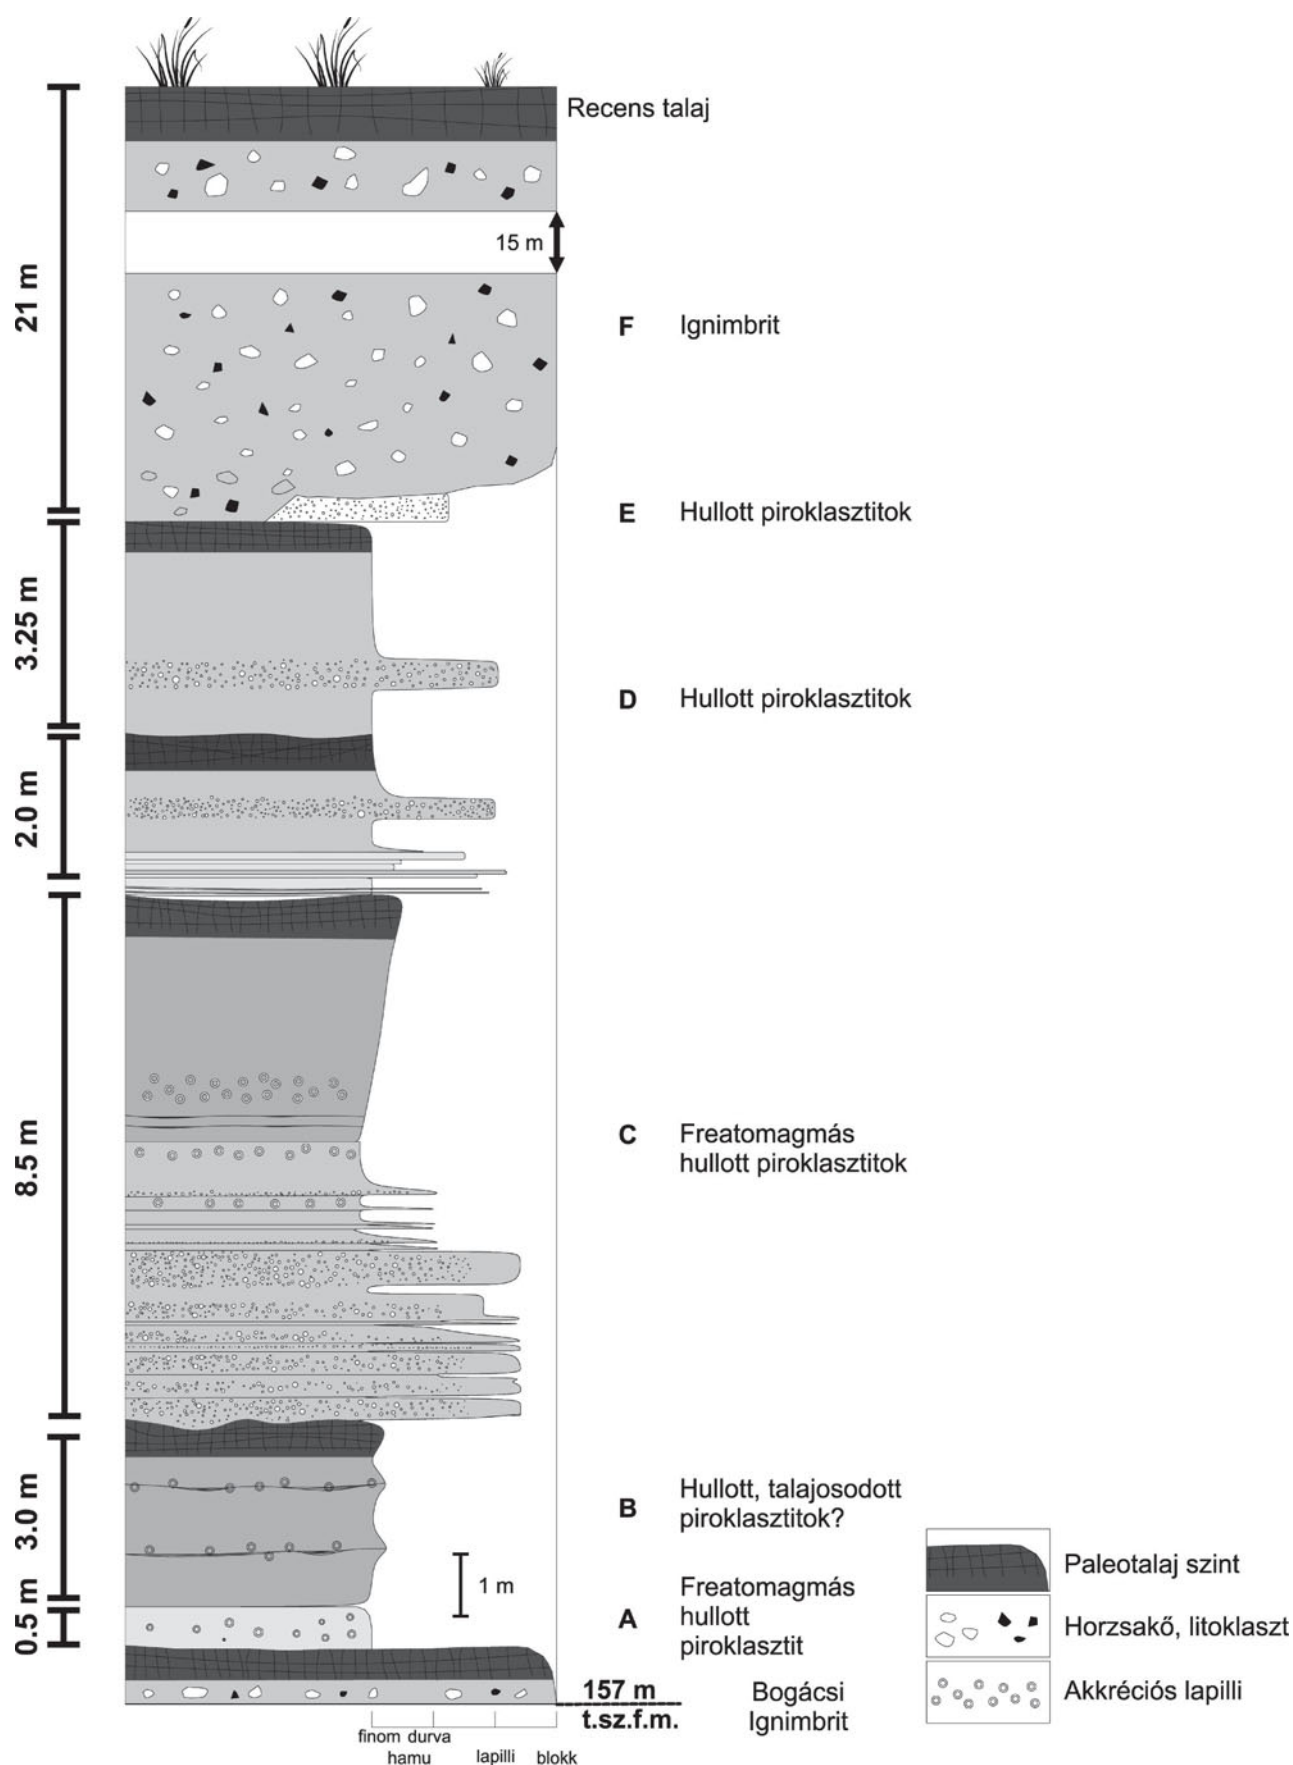 Recens talaj
15 m
21 m
F Ignimbrit
E Hullott piroklasztitok
3.25 m
D Hullott piroklasztitok
2.0 m
8.5 m
C Freatomagmás
hullott piroklasztitok
3.0 m
B Hullott, talajosodott
piroklasztitok?
1 m
0.5 m
A Freatomagmás
hullott
piroklasztit
157 m
t.sz.f.m.
Bogácsi
Ignimbrit
Paleotalaj szint
Horzsakő, litoklaszt
Akkréciós lapilli
finom durva
hamu lapilli blokk